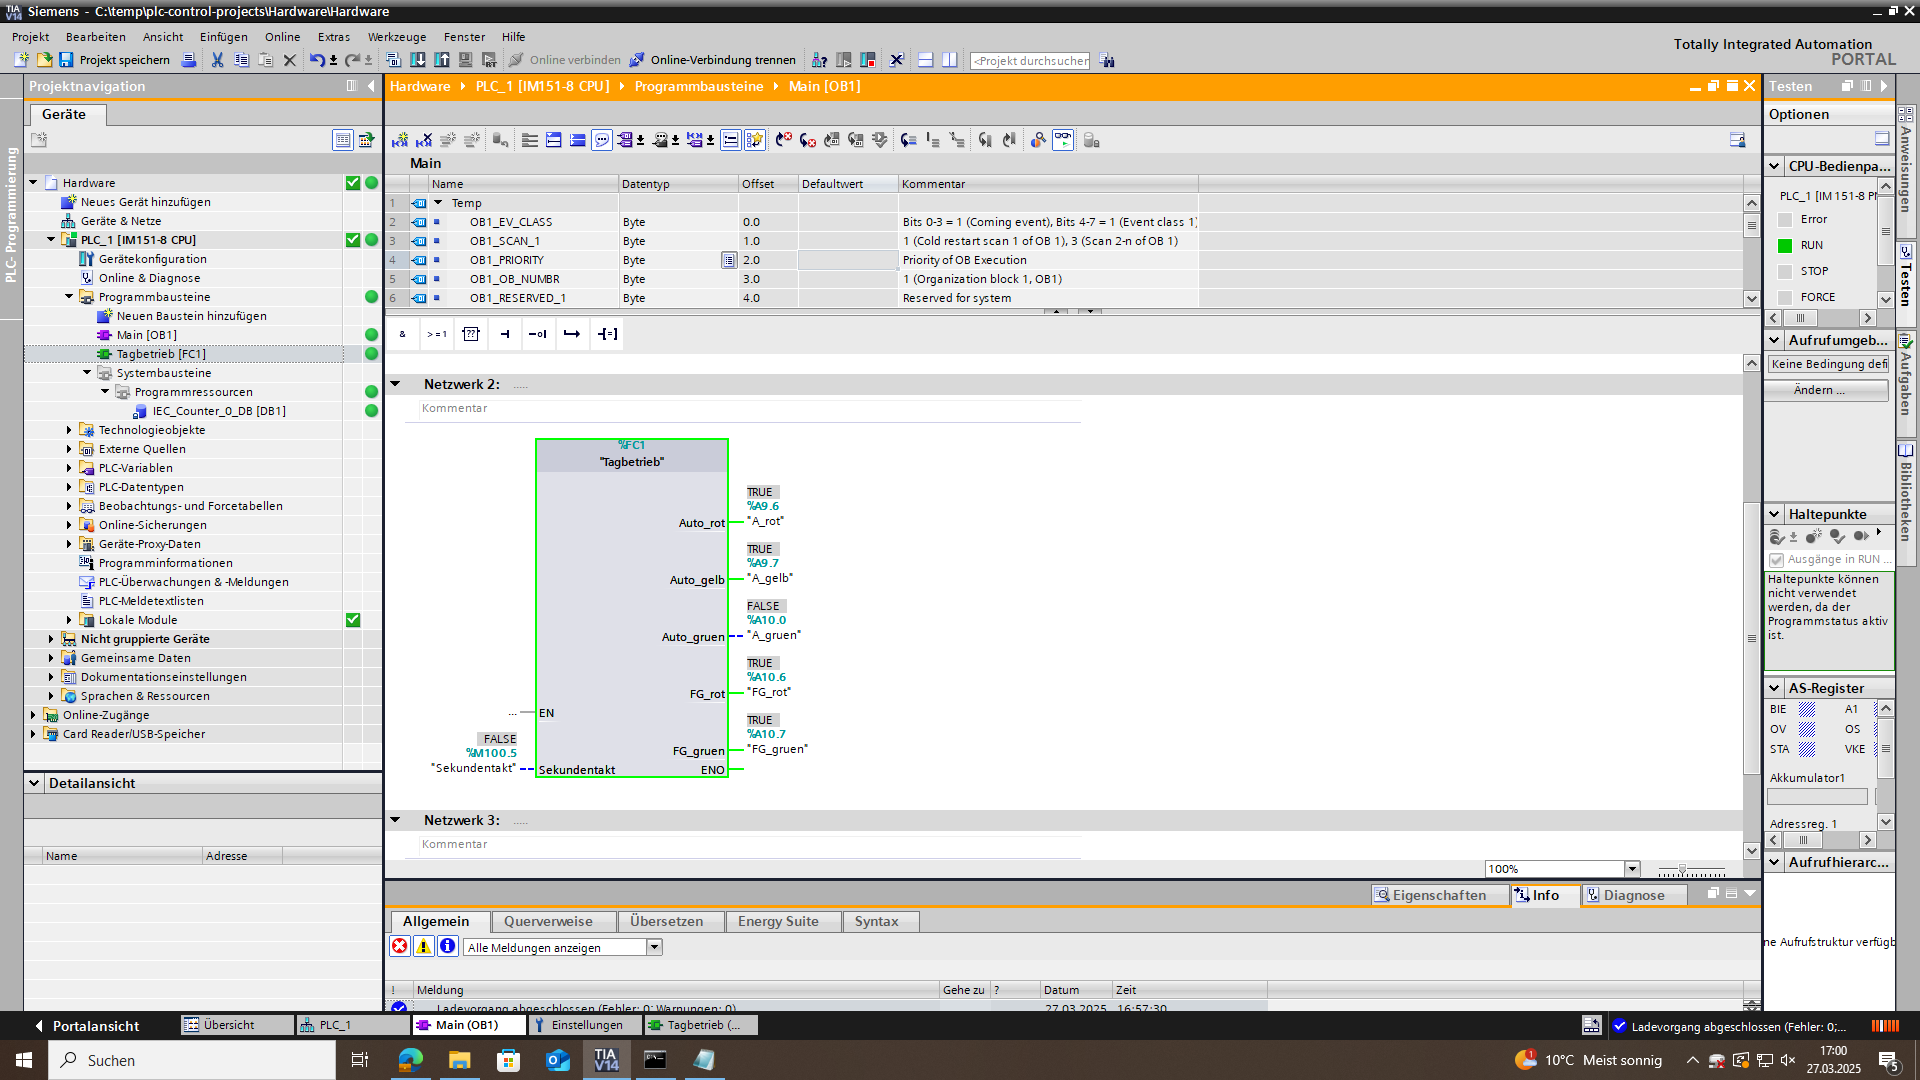 Siemens - C:\temp\plc-control-projects\Hardware\Hardware
Projekt Bearbeiten Ansicht Einfügen Online Extras Werkzeuge Fenster Hilfe
Projekt speichern Online verbinden Online-Verbindung trennen <Projekt durchsuchen
Totally Integrated Automation
PORTAL
Projektnavigation
Geräte
PLC- Programmierung
Hardware
Neues Gerät hinzufügen
Geräte & Netze
PLC_1 [IM151-8 CPU]
Gerätekonfiguration
Online & Diagnose
Programmbausteine
Neuen Baustein hinzufügen
Main [OB1]
Tagbetrieb [FC1]
Systembausteine
Programmressourcen
IEC_Counter_0_DB [DB1]
Technologieobjekte
Externe Quellen
PLC-Variablen
PLC-Datentypen
Beobachtungs- und Forcetabellen
Online-Sicherungen
Geräte-Proxy-Daten
Programminformationen
PLC-Überwachungen & -Meldungen
PLC-Meldetextlisten
Lokale Module
Nicht gruppierte Geräte
Gemeinsame Daten
Dokumentationseinstellungen
Sprachen & Ressourcen
Online-Zugänge
Card Reader/USB-Speicher
Detailansicht
Name Adresse
Hardware PLC_1 [IM151-8 CPU] Programmbausteine Main [OB1]
Main
Name Datentyp Offset Defaultwert Kommentar
1 Temp
2 OB1_EV_CLASS Byte 0.0 Bits 0-3 = 1 (Coming event), Bits 4-7 = 1 (Event class 1)
3 OB1_SCAN_1 Byte 1.0 1 (Cold restart scan 1 of OB 1), 3 (Scan 2-n of OB 1)
4 OB1_PRIORITY Byte 2.0 Priority of OB Execution
5 OB1_OB_NUMBR Byte 3.0 1 (Organization block 1, OB1)
6 OB1_RESERVED_1 Byte 4.0 Reserved for system
& >=1 ??
Netzwerk 2: .....
Kommentar
%FC1
"Tagbetrieb"
TRUE
%A9.6
Auto_rot "A_rot"
TRUE
%A9.7
Auto_gelb "A_gelb"
FALSE
%A10.0
Auto_gruen "A_gruen"
TRUE
%A10.6
FG_rot "FG_rot"
... EN
TRUE
%A10.7
FG_gruen "FG_gruen"
FALSE
%M100.5
"Sekundentakt" Sekundentakt ENO
Netzwerk 3: .....
Kommentar
100%
Eigenschaften Info Diagnose
Allgemein Querverweise Übersetzen Energy Suite Syntax
Alle Meldungen anzeigen
! Meldung Gehe zu ? Datum Zeit
Ladevorgang abgeschlossen (Fehler: 0; Warnungen: 0) 27.03.2025 16:57:30
Testen
Optionen
CPU-Bedienpa...
PLC_1 [IM151-8 PN
Error
RUN
STOP
FORCE
Aufrufumgeb...
Keine Bedingung defi
Ändern ...
Haltepunkte
Ausgänge in RUN ...
Haltepunkte können
nicht verwendet
werden, da der
Programmstatus aktiv
ist.
AS-Register
BIE A1
OV OS
STA VKE
Akkumulator1
Adressreg. 1
Aufrufhierarc...
ne Aufrufstruktur verfügb
Anweisungen
Testen
Aufgaben
Bibliotheken
Portalansicht Übersicht PLC_1 Main (OB1) Einstellungen Tagbetrieb (... Ladevorgang abgeschlossen (Fehler: 0;...
Suchen
TIA V14
1 10°C Meist sonnig
17:00
27.03.2025
5